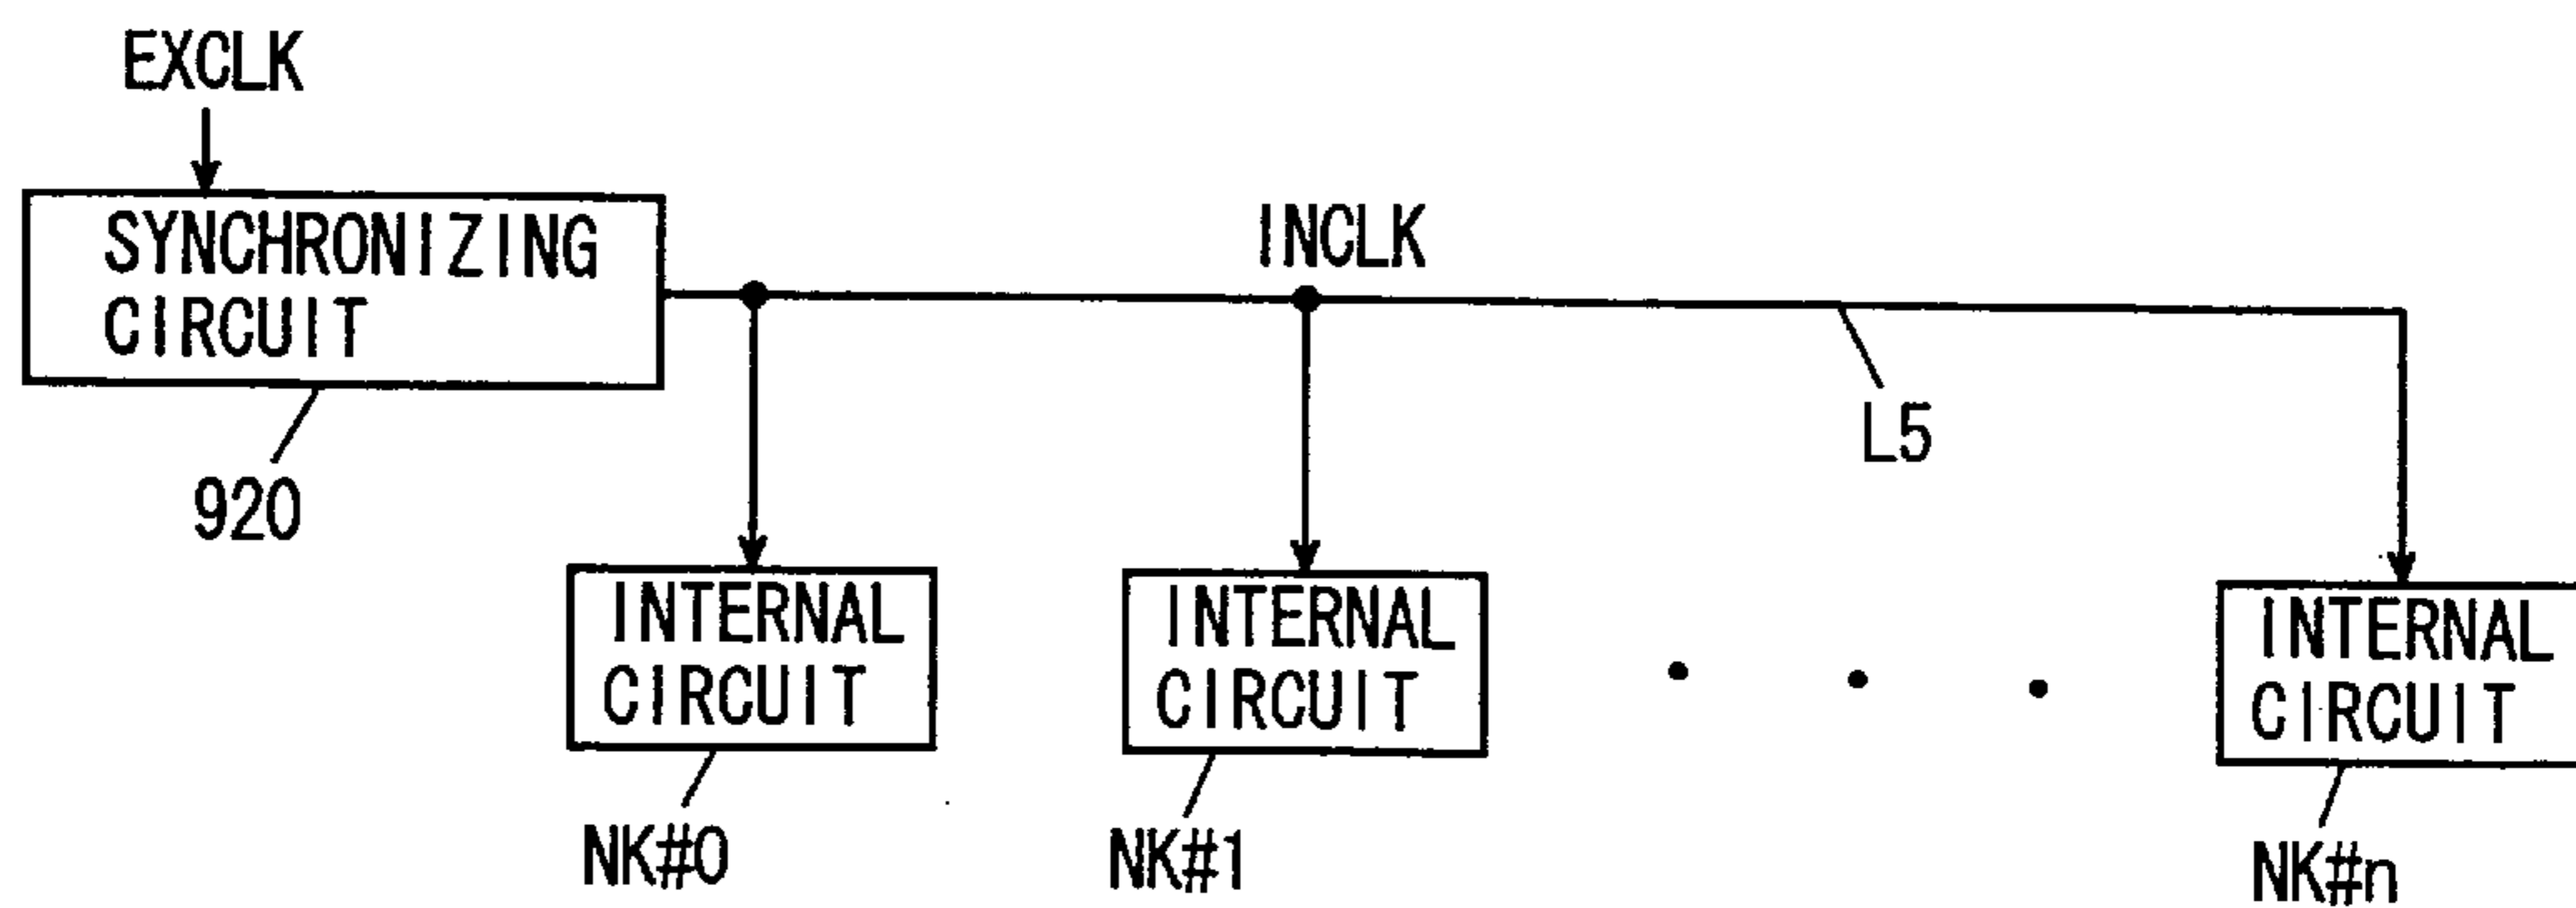 EXCLK
SYNCHRONIZING
CIRCUIT
INCLK
L5
920
INTERNAL
CIRCUIT
INTERNAL
CIRCUIT
INTERNAL
CIRCUIT
NK#0
NK#1
NK#n